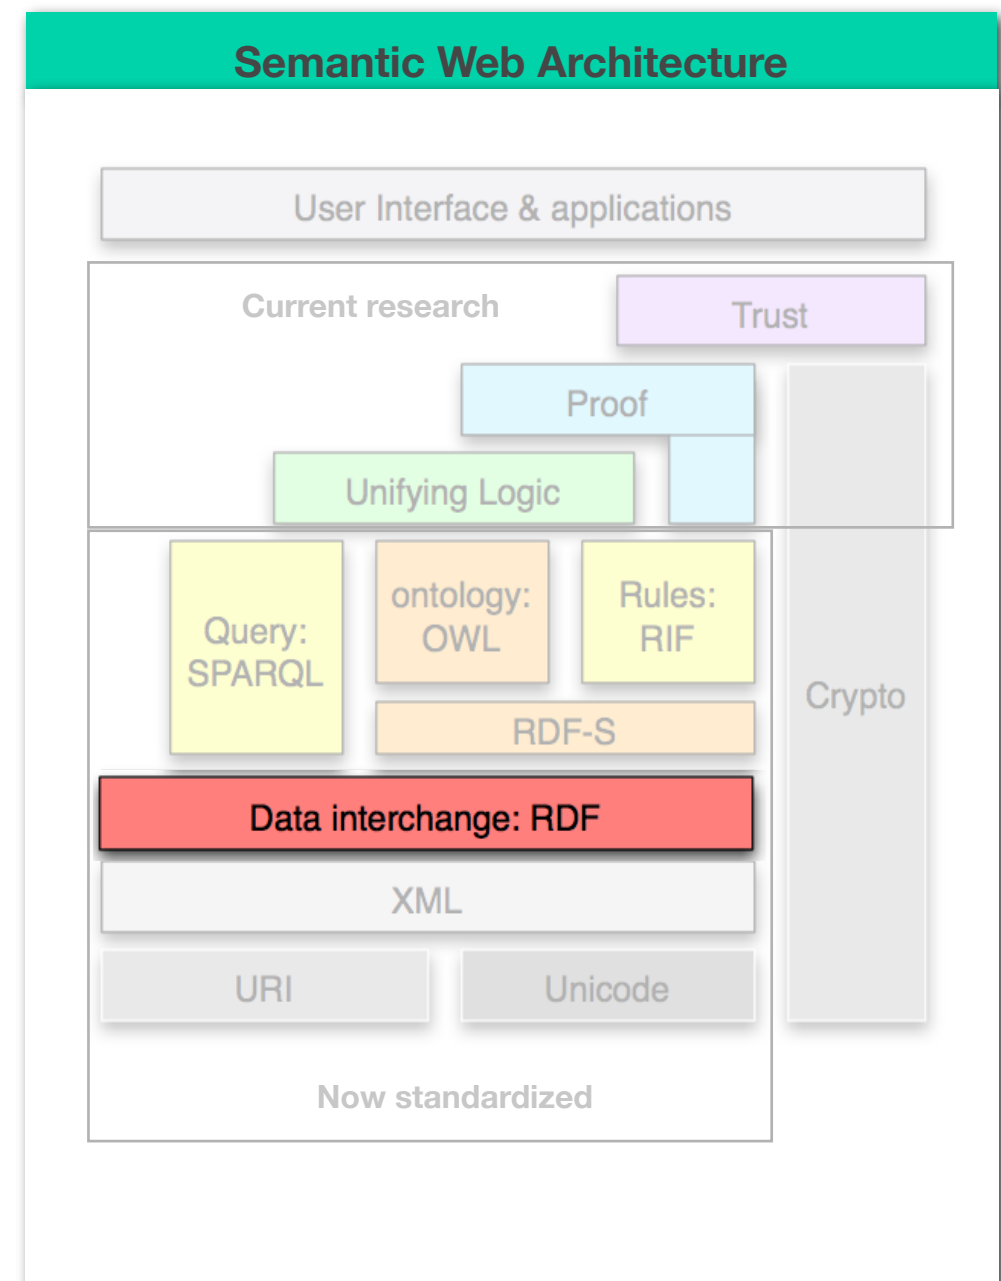 Semantic Web Architecture
User Interface & applications
Current research
Trust
Proof
Unifying Logic
Query:
SPARQL
ontology:
OWL
Rules:
RIF
RDF-S
Crypto
Data interchange: RDF
XML
URI
Unicode
Now standardized